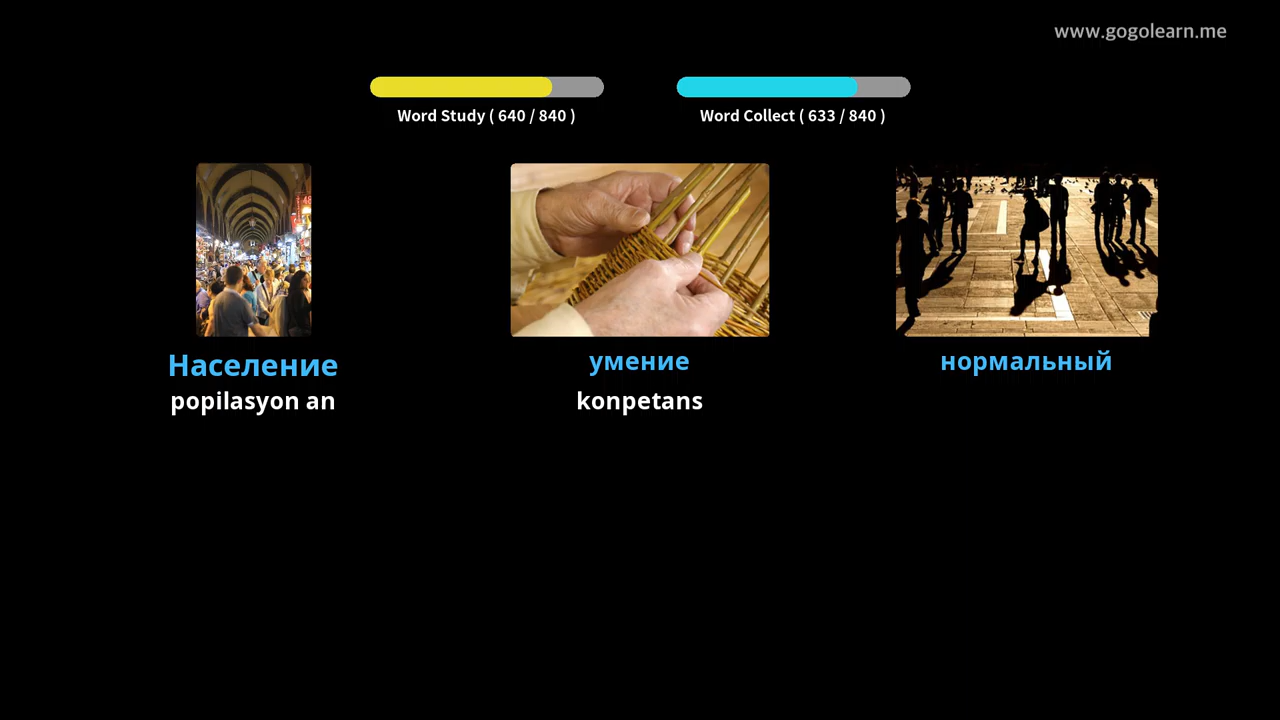 www.gogolearn.me
Word Study ( 640 / 840 )
Word Collect ( 633 / 840 )
Население
popilasyon an
умение
konpetans
нормальный